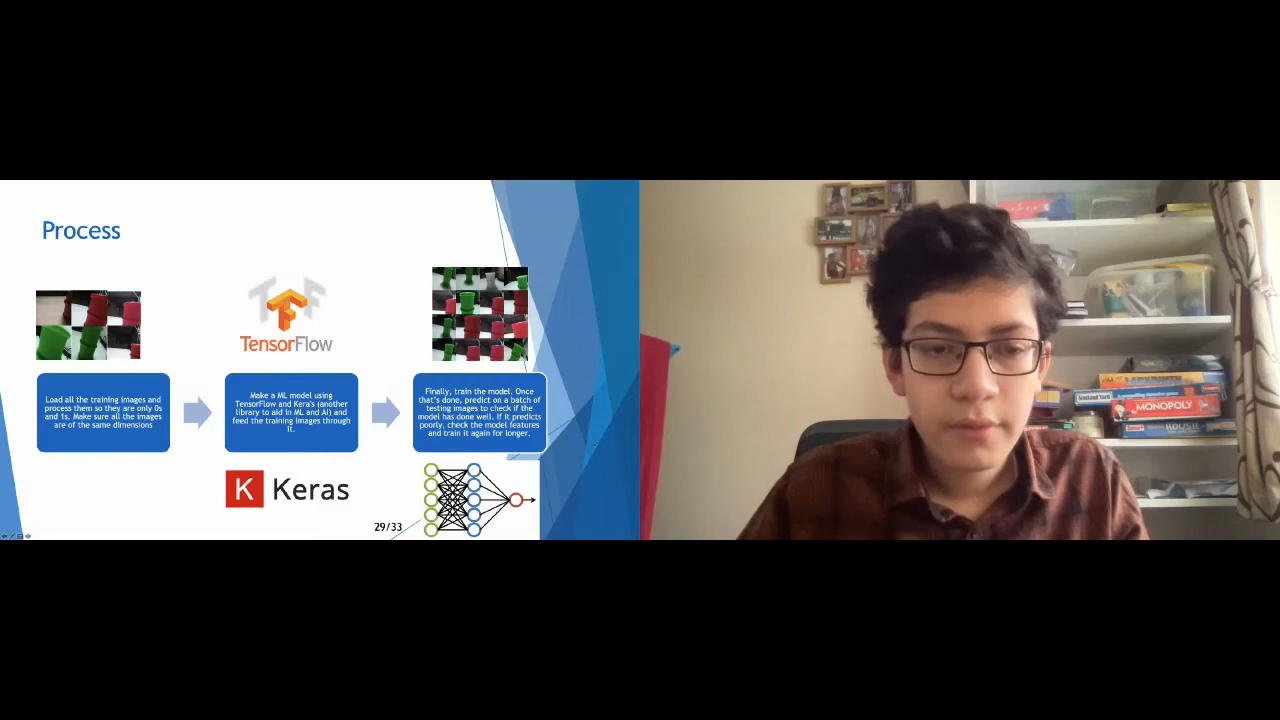 Process
TensorFlow
Load all the training images and
process them so they are only 0s
and 1s. Make sure all the images
are of the same dimensions
Make a ML model using
TensorFlow and Kera's (another
library to aid in ML and AI) and
feed the training images through
it.
Finally, train the model. Once
that's done, predict on a batch of
testing images to check if the
model has done well. If it predicts
poorly, check the model features
and train it again for longer.
K Keras
29/33
LABYRINTH
Scotland Yard
MONOPOLY
HOUSE